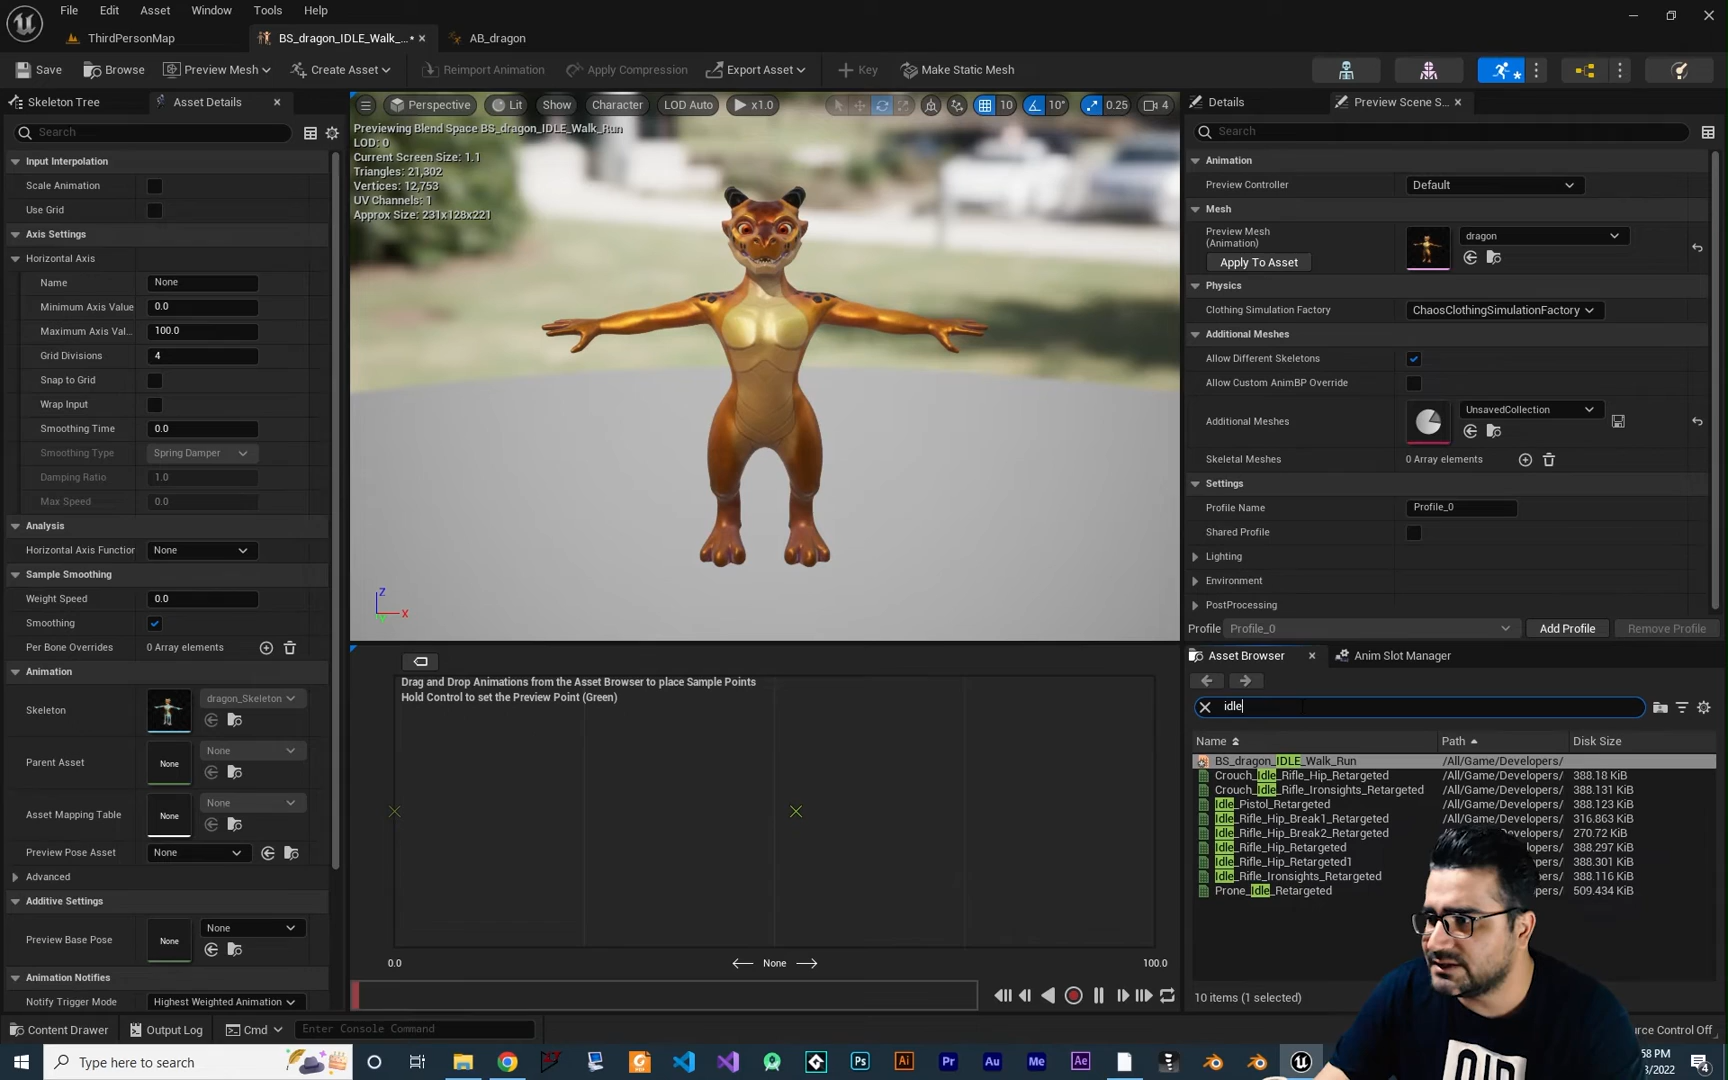 File Edit Asset Window Tools Help
ThirdPersonMap BS_dragon_IDLE_Walk_...• AB_dragon
Save Browse Preview Mesh Create Asset Reimport Animation Apply Compression Export Asset Key Make Static Mesh
Skeleton Tree Asset Details
Search
Input Interpolation
Scale Animation
Use Grid
Axis Settings
Horizontal Axis
Name None
Minimum Axis Value 0.0
Maximum Axis Val... 100.0
Grid Divisions 4
Snap to Grid
Wrap Input
Smoothing Time 0.0
Smoothing Type Spring Damper
Damping Ratio 1.0
Max Speed 0.0
Analysis
Horizontal Axis Function None
Sample Smoothing
Weight Speed 0.0
Smoothing
Per Bone Overrides 0 Array elements
Animation
Skeleton dragon_Skeleton
Parent Asset None None
Asset Mapping Table None None
Preview Pose Asset None
Advanced
Additive Settings
Preview Base Pose None None
Animation Notifies
Notify Trigger Mode Highest Weighted Animation
Perspective Lit Show Character LOD Auto x1.0 10 10° 0.25 4
Previewing Blend Space BS_dragon_IDLE_Walk_Run
LOD: 0
Current Screen Size: 1.1
Triangles: 21,302
Vertices: 12,753
UV Channels: 1
Approx Size: 231x128x221
Z
X
Drag and Drop Animations from the Asset Browser to place Sample Points
Hold Control to set the Preview Point (Green)
0.0 None 100.0
Details Preview Scene S...
Search
Animation
Preview Controller Default
Mesh
Preview Mesh
(Animation) dragon
Apply To Asset
Physics
Clothing Simulation Factory ChaosClothingSimulationFactory
Additional Meshes
Allow Different Skeletons
Allow Custom AnimBP Override
Additional Meshes UnsavedCollection
Skeletal Meshes 0 Array elements
Settings
Profile Name Profile_0
Shared Profile
Lighting
Environment
PostProcessing
Profile Profile_0 Add Profile Remove Profile
Asset Browser Anim Slot Manager
idle
Name Path Disk Size
BS_dragon_IDLE_Walk_Run /All/Game/Developers/
Crouch_Idle_Rifle_Hip_Retargeted /All/Game/Developers/ 388.18 KiB
Crouch_Idle_Rifle_Ironsights_Retargeted /All/Game/Developers/ 388.131 KiB
Idle_Pistol_Retargeted /All/Game/Developers/ 388.123 KiB
Idle_Rifle_Hip_Break1_Retargeted /All/Game/Developers/ 316.863 KiB
Idle_Rifle_Hip_Break2_Retargeted /All/Game/Developers/ 270.72 KiB
Idle_Rifle_Hip_Retargeted /All/Game/Developers/ 388.297 KiB
Idle_Rifle_Hip_Retargeted1 /All/Game/Developers/ 388.301 KiB
Idle_Rifle_Ironsights_Retargeted 388.116 KiB
Prone_Idle_Retargeted 509.434 KiB
10 items (1 selected)
Content Drawer Output Log Cmd Enter Console Command urce Control Off
Type here to search Ps Ai Pr Au Me Ae
:58 PM
3/2022
4